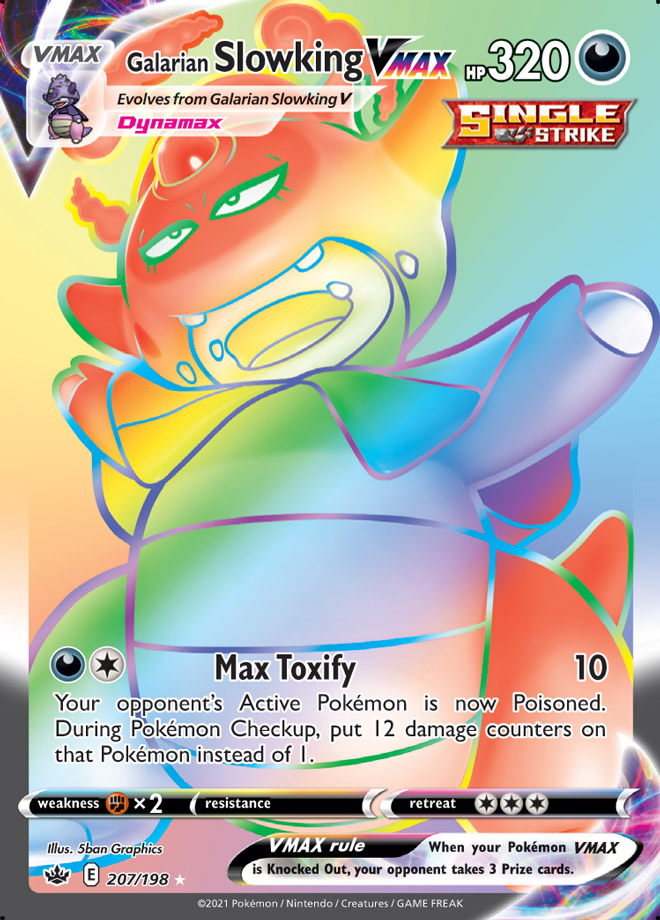 VMAX
Galarian Slowking VMAX HP 320
Evolves from Galarian Slowking V
Dynamax
SINGLE
STRIKE
Max Toxify 10
Your opponent's Active Pokémon is now Poisoned.
During Pokémon Checkup, put 12 damage counters on
that Pokémon instead of 1.
weakness ×2 resistance retreat
Illus. 5ban Graphics
VMAX rule When your Pokémon VMAX
is Knocked Out, your opponent takes 3 Prize cards.
E 207/198
©2021 Pokémon / Nintendo / Creatures / GAME FREAK